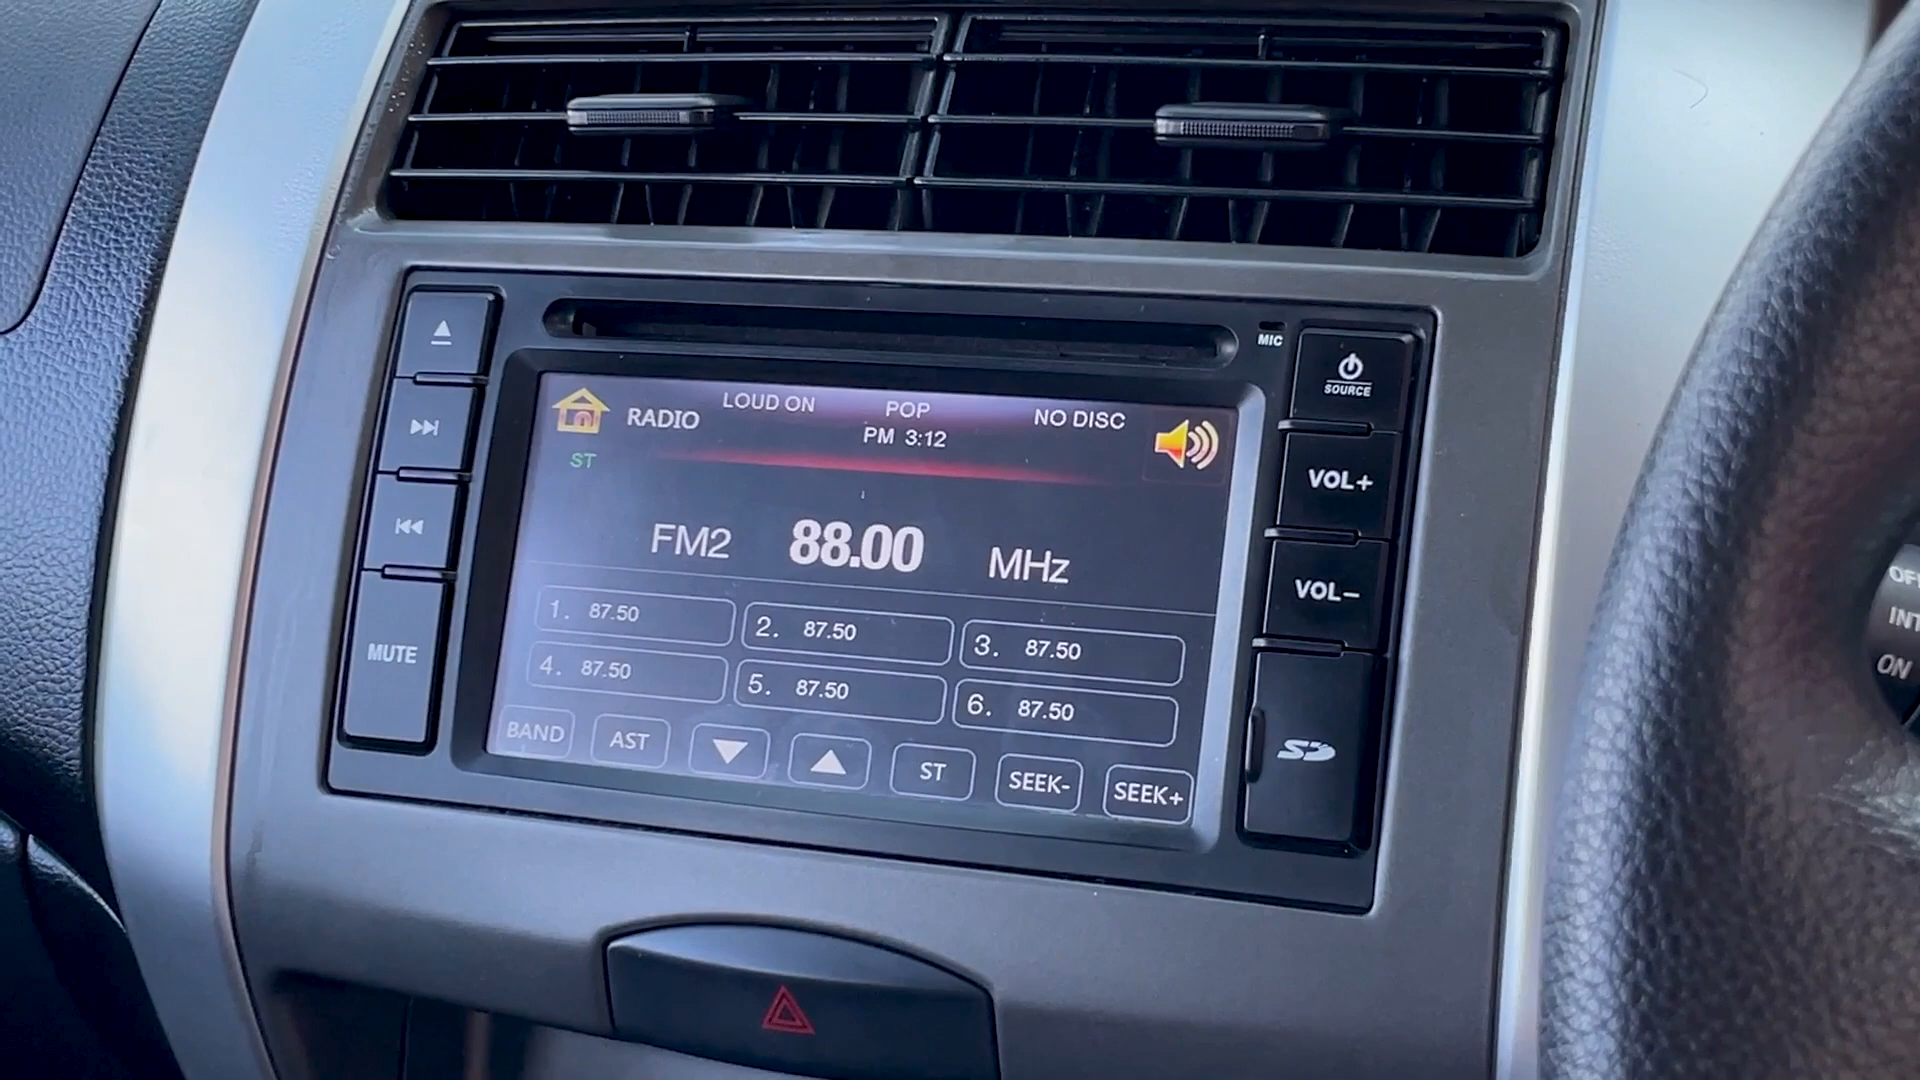 MIC
SOURCE
VOL+
VOL-
MUTE
RADIO
LOUD ON
POP
NO DISC
PM 3:12
ST
FM2 88.00 MHz
1. 87.50 2. 87.50 3. 87.50
4. 87.50 5. 87.50 6. 87.50
BAND AST ST SEEK- SEEK+
SD
INT
ON